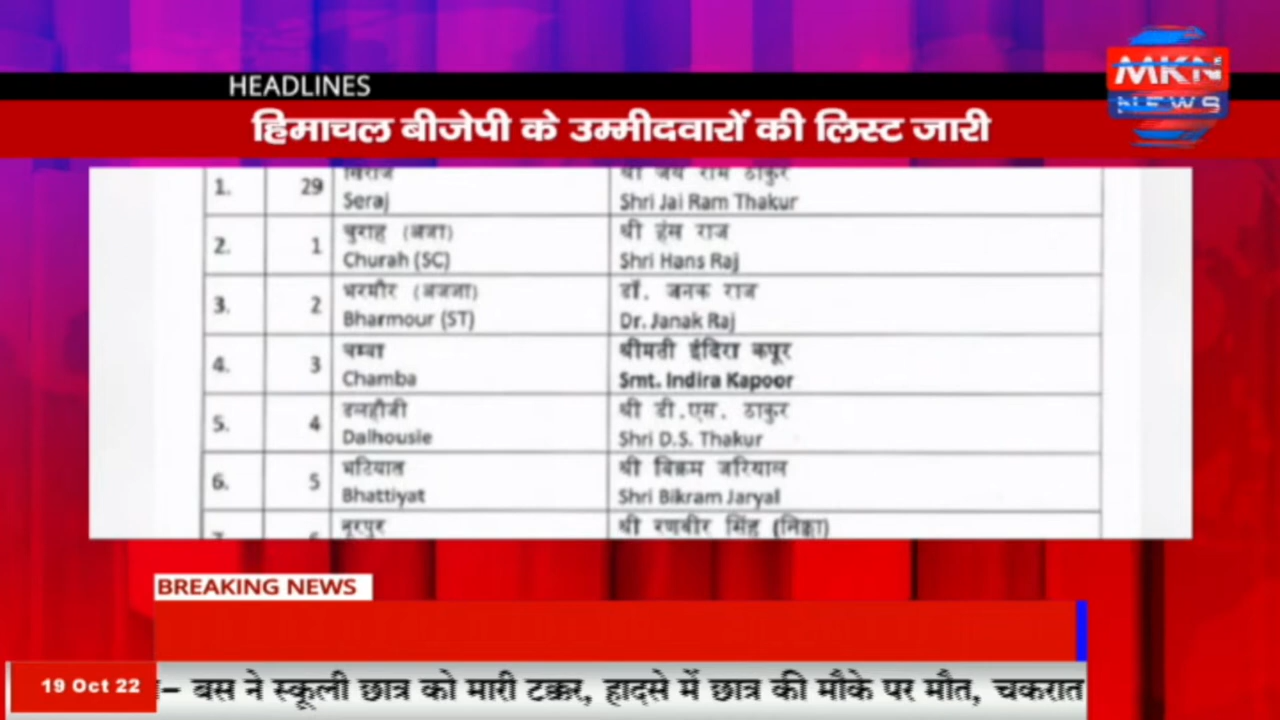 HEADLINES
MKN
NEWS
हिमाचल बीजेपी के उम्मीदवारों की लिस्ट जारी
1. 29 सिराज श्री जय राम ठाकुर
Seraj Shri Jai Ram Thakur
2. 1 चुराह (अजा) श्री हंस राज
Churah (SC) Shri Hans Raj
3. 2 भरमौर (अजजा) डॉ. जनक राज
Bharmour (ST) Dr. Janak Raj
4. 3 चम्बा श्रीमती इंदिरा कपूर
Chamba Smt. Indira Kapoor
5. 4 डलहौजी श्री डी.एस. ठाकुर
Dalhousie Shri D.S. Thakur
6. 5 भटियात श्री बिक्रम जरियाल
Bhattiyat Shri Bikram Jaryal
नूरपुर श्री रणवीर सिंह (निक्का)
BREAKING NEWS
19 Oct 22 – बस ने स्कूली छात्र को मारी टक्कर, हादसे में छात्र की मौके पर मौत, चकरात